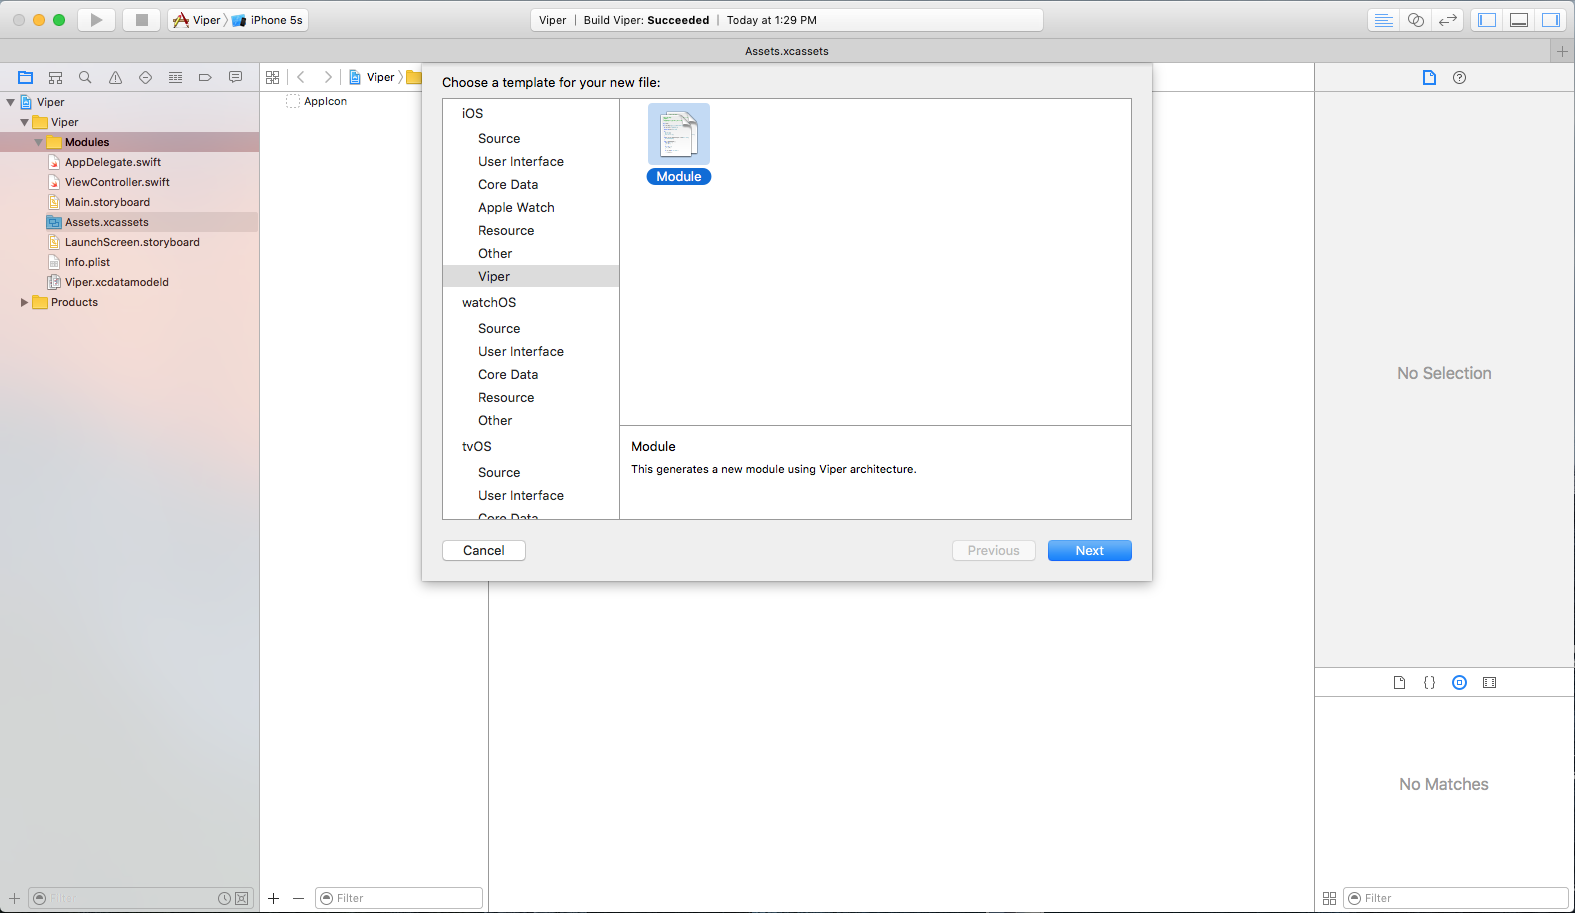 Viper
iPhone 5s
Viper | Build Viper: Succeeded | Today at 1:29 PM
Assets.xcassets
Viper
Viper
Modules
AppDelegate.swift
ViewController.swift
Main.storyboard
Assets.xcassets
LaunchScreen.storyboard
Info.plist
Viper.xcdatamodeld
Products
Filter
Viper
AppIcon
Filter
Choose a template for your new file:
iOS
Source
User Interface
Core Data
Apple Watch
Resource
Other
Viper
watchOS
Source
User Interface
Core Data
Resource
Other
tvOS
Source
User Interface
Core Data
Module
Module
This generates a new module using Viper architecture.
Cancel
Previous
Next
No Selection
{}
No Matches
Filter